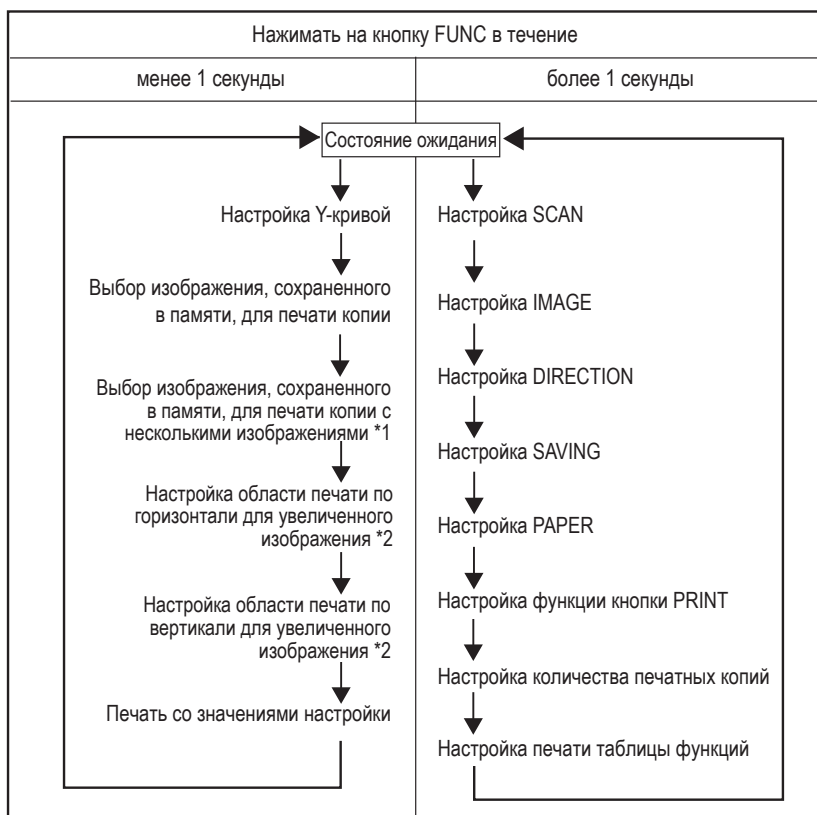 Нажимать на кнопку FUNC в течение
менее 1 секунды
более 1 секунды
Состояние ожидания
Настройка Y-кривой
Выбор изображения, сохраненного
в памяти, для печати копии
Выбор изображения, сохраненного
в памяти, для печати копии с
несколькими изображениями *1
Настройка области печати по
горизонтали для увеличенного
изображения *2
Настройка области печати по
вертикали для увеличенного
изображения *2
Печать со значениями настройки
Настройка SCAN
Настройка IMAGE
Настройка DIRECTION
Настройка SAVING
Настройка PAPER
Настройка функции кнопки PRINT
Настройка количества печатных копий
Настройка печати таблицы функций